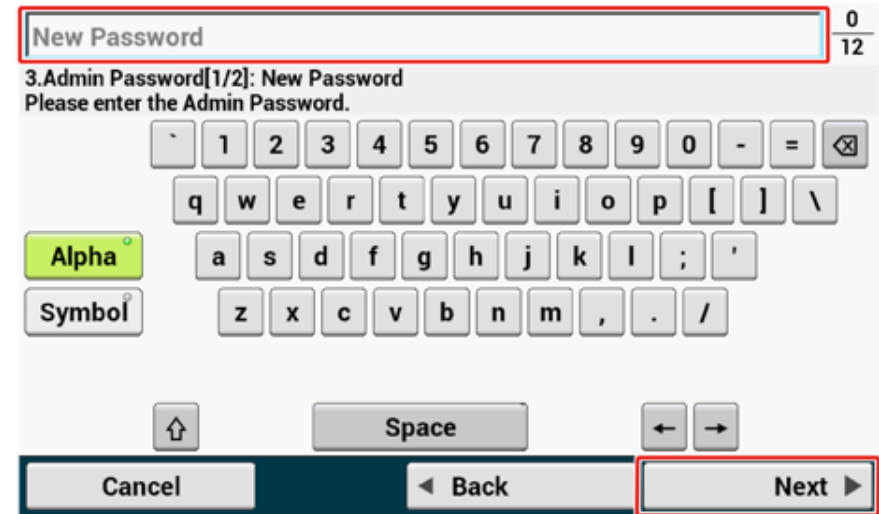 New Password
0
12
3.Admin Password[1/2]: New Password
Please enter the Admin Password.
` 1 2 3 4 5 6 7 8 9 0 - =
q w e r t y u i o p [ ] \
Alpha a s d f g h j k l ; '
Symbol z x c v b n m , . /
Space ← →
Cancel ◀ Back Next ▶